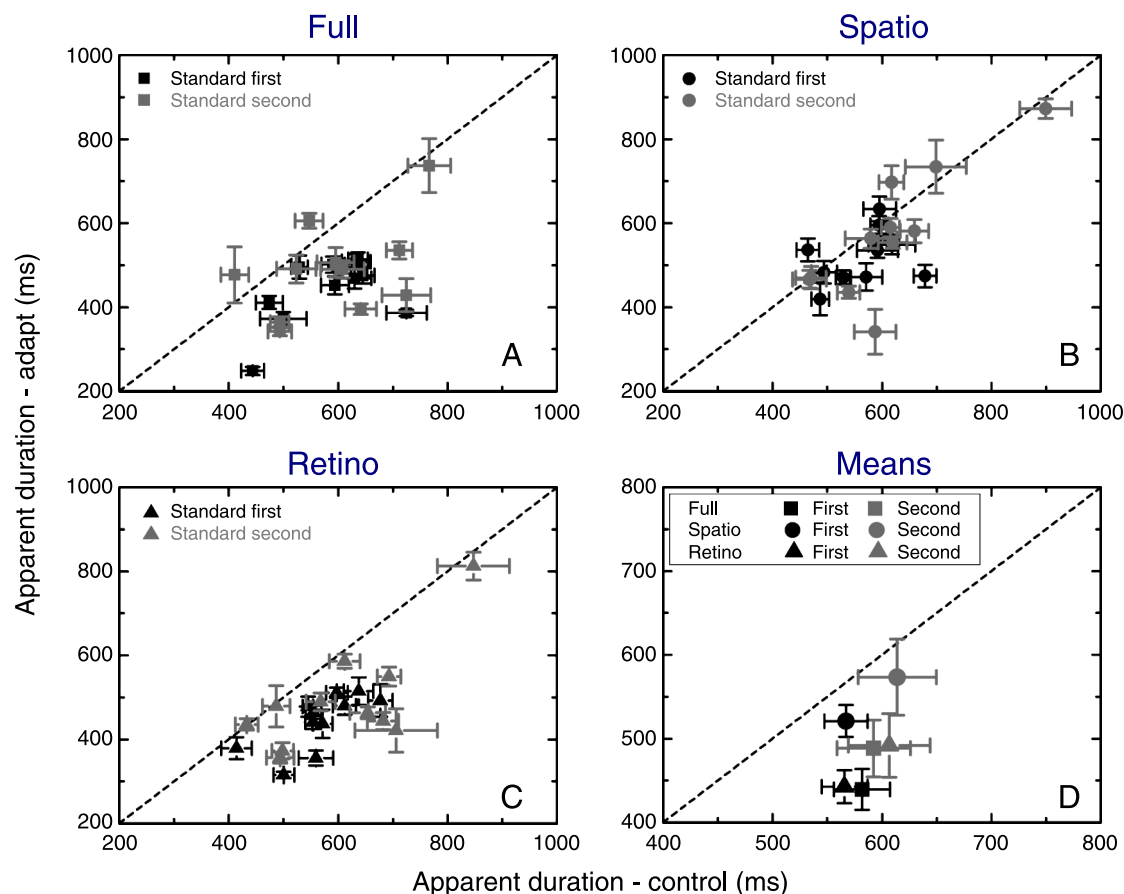 Full
Spatio
1000
800
600
400
200
Standard first
Standard second
A
200
400
600
800
1000
1000
800
600
400
200
Standard first
Standard second
B
200
400
600
800
1000
Apparent duration - adapt (ms)
Retino
Means
1000
800
600
400
200
Standard first
Standard second
C
200
400
600
800
1000
800
700
600
500
400
Full First Second
Spatio First Second
Retino First Second
D
400
500
600
700
800
Apparent duration - control (ms)